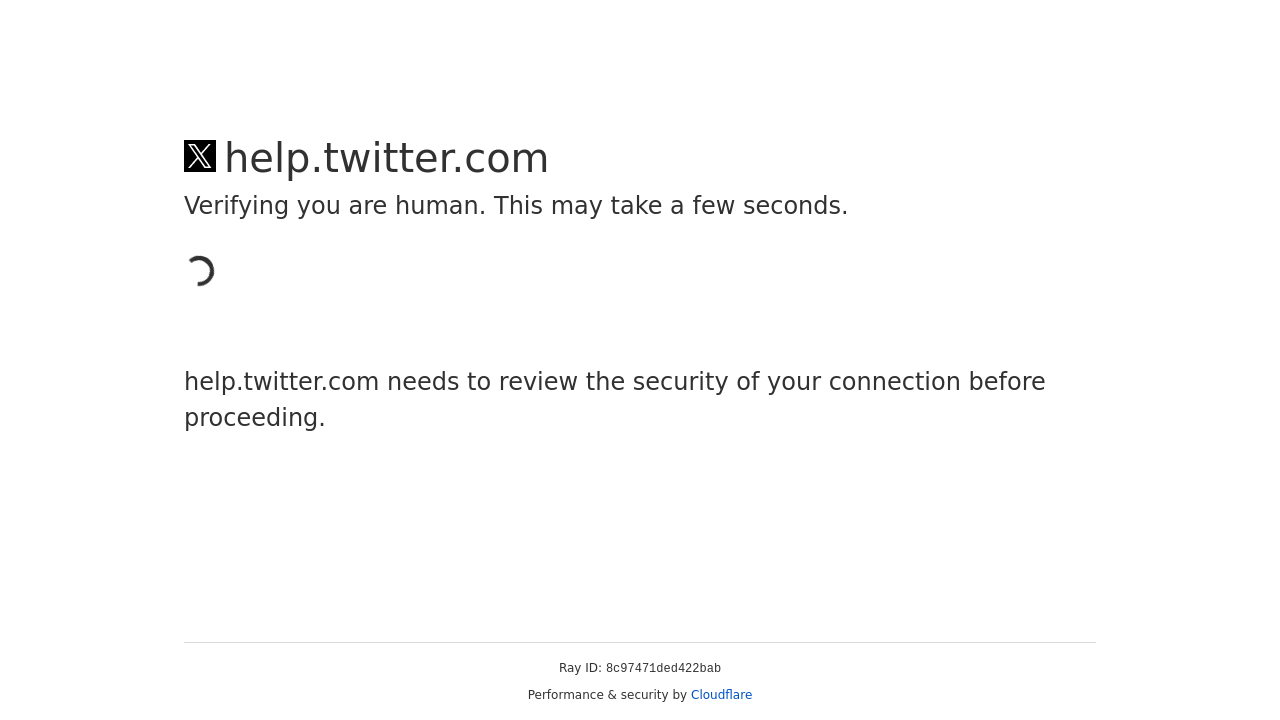 help.twitter.com
Verifying you are human. This may take a few seconds.
help.twitter.com needs to review the security of your connection before
proceeding.
Ray ID: 8c97471ded422bab
Performance & security by Cloudflare